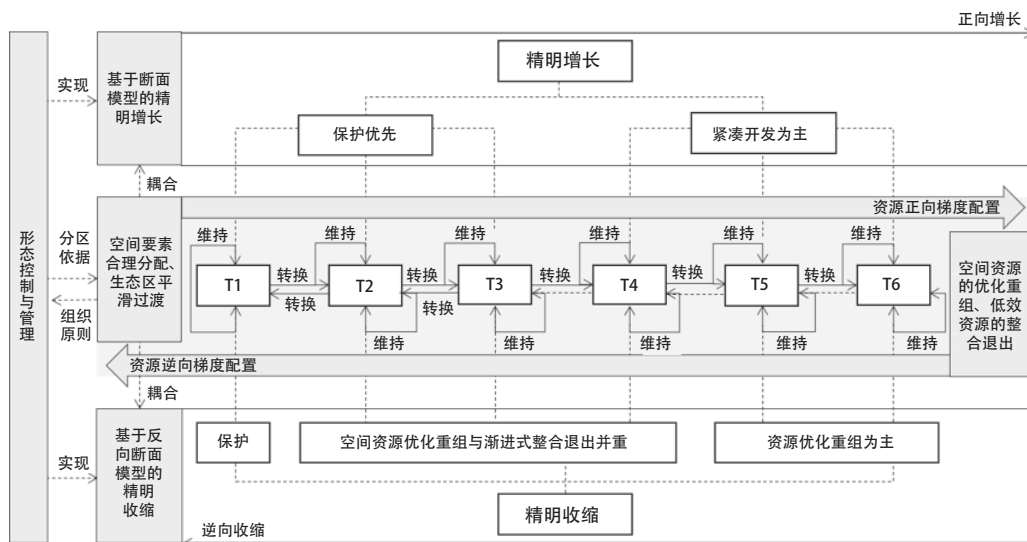 正向增长
精明增长
实现
基于断面
模型的精
明增长
保护优先
紧凑开发为主
耦合
资源正向梯度配置
形态控制与管理
分区
依据
组织
原则
空间要素
合理分配、
生态区平
滑过渡
维持
维持
维持
维持
维持
维持
T1
转换
转换
T2
转换
转换
T3
转换
T4
转换
T5
转换
T6
维持
维持
维持
维持
维持
空间资源
的优化重
组、低效
资源的整
合退出
资源逆向梯度配置
耦合
实现
基于反
向断面
模型的
精明
收缩
保护
空间资源优化重组与渐进式整合退出并重
资源优化重组为主
精明收缩
逆向收缩